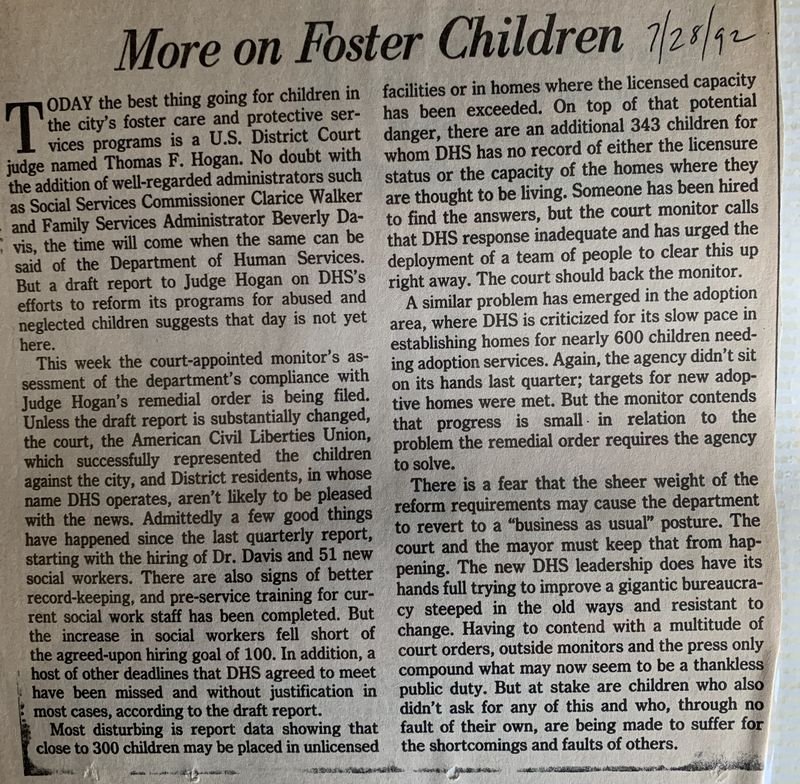 More on Foster Children 7/28/92
TODAY the best thing going for children in
the city's foster care and protective ser-
vices programs is a U.S. District Court
judge named Thomas F. Hogan. No doubt with
the addition of well-regarded administrators such
as Social Services Commissioner Clarice Walker
and Family Services Administrator Beverly Da-
vis, the time will come when the same can be
said of the Department of Human Services.
But a draft report to Judge Hogan on DHS's
efforts to reform its programs for abused and
neglected children suggests that day is not yet
here.
This week the court-appointed monitor's as-
sessment of the department's compliance with
Judge Hogan's remedial order is being filed.
Unless the draft report is substantially changed,
the court, the American Civil Liberties Union,
which successfully represented the children
against the city, and District residents, in whose
name DHS operates, aren't likely to be pleased
with the news. Admittedly a few good things
have happened since the last quarterly report,
starting with the hiring of Dr. Davis and 51 new
social workers. There are also signs of better
record-keeping, and pre-service training for cur-
rent social work staff has been completed. But
the increase in social workers fell short of
the agreed-upon hiring goal of 100. In addition, a
host of other deadlines that DHS agreed to meet
have been missed and without justification in
most cases, according to the draft report.
Most disturbing is report data showing that
close to 300 children may be placed in unlicensed
facilities or in homes where the licensed capacity
has been exceeded. On top of that potential
danger, there are an additional 343 children for
whom DHS has no record of either the licensure
status or the capacity of the homes where they
are thought to be living. Someone has been hired
to find the answers, but the court monitor calls
that DHS response inadequate and has urged the
deployment of a team of people to clear this up
right away. The court should back the monitor.
A similar problem has emerged in the adoption
area, where DHS is criticized for its slow pace in
establishing homes for nearly 600 children need-
ing adoption services. Again, the agency didn't sit
on its hands last quarter; targets for new adop-
tive homes were met. But the monitor contends
that progress is small in relation to the
problem the remedial order requires the agency
to solve.
There is a fear that the sheer weight of the
reform requirements may cause the department
to revert to a "business as usual" posture. The
court and the mayor must keep that from hap-
pening. The new DHS leadership does have its
hands full trying to improve a gigantic bureaucra-
cy steeped in the old ways and resistant to
change. Having to contend with a multitude of
court orders, outside monitors and the press only
compound what may now seem to be a thankless
public duty. But at stake are children who also
didn't ask for any of this and who, through no
fault of their own, are being made to suffer for
the shortcomings and faults of others.